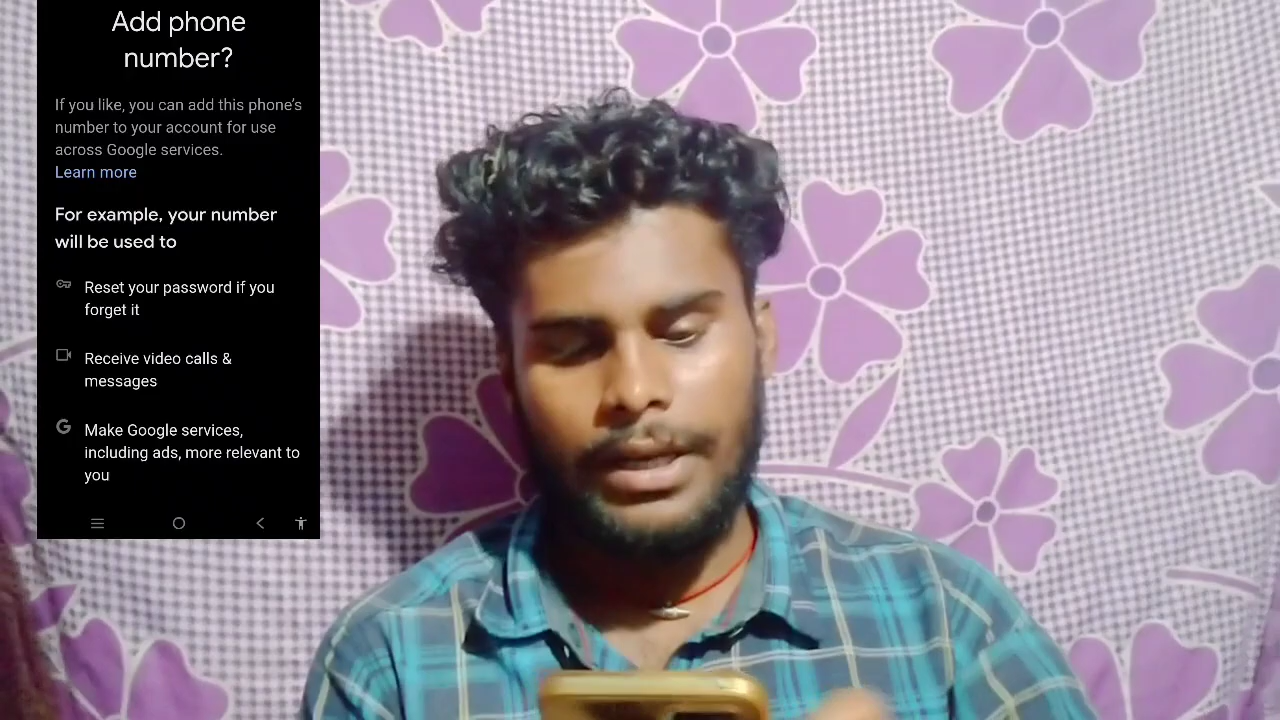 Add phone
number?
If you like, you can add this phone's
number to your account for use
across Google services.
Learn more
For example, your number
will be used to
Reset your password if you
forget it
Receive video calls &
messages
Make Google services,
including ads, more relevant to
you